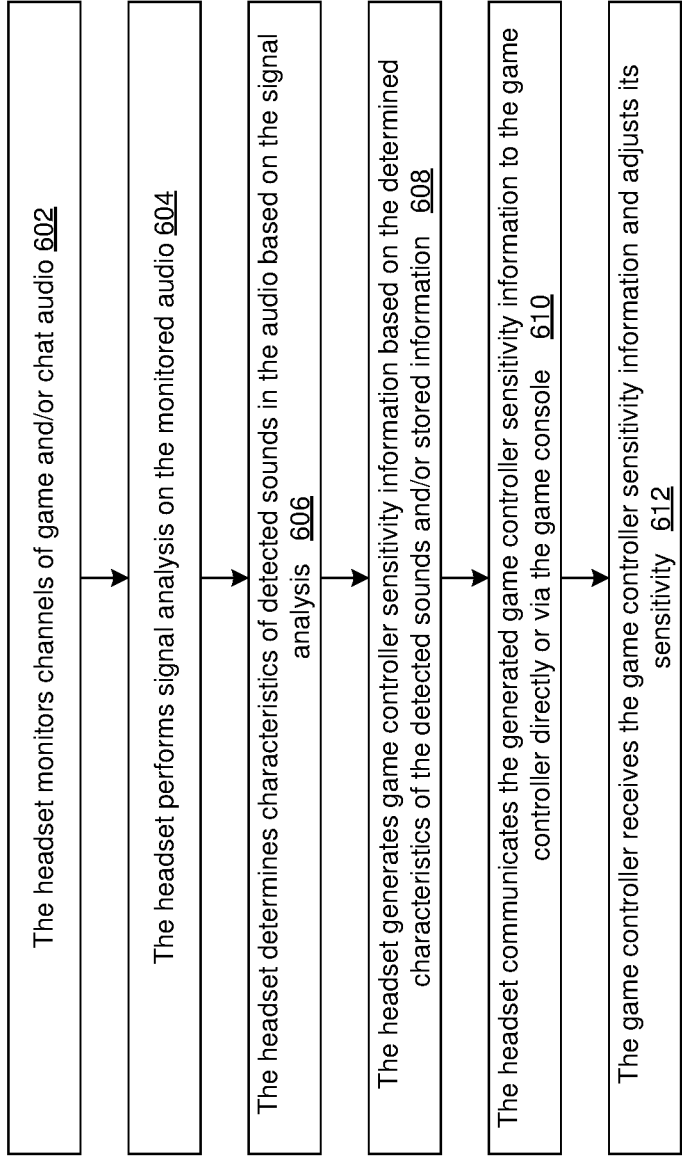 The headset monitors channels of game and/or chat audio 602
The headset performs signal analysis on the monitored audio 604
The headset determines characteristics of detected sounds in the audio based on the signal
analysis 606
The headset generates game controller sensitivity information based on the determined
characteristics of the detected sounds and/or stored information 608
The headset communicates the generated game controller sensitivity information to the game
controller directly or via the game console 610
The game controller receives the game controller sensitivity information and adjusts its
sensitivity 612